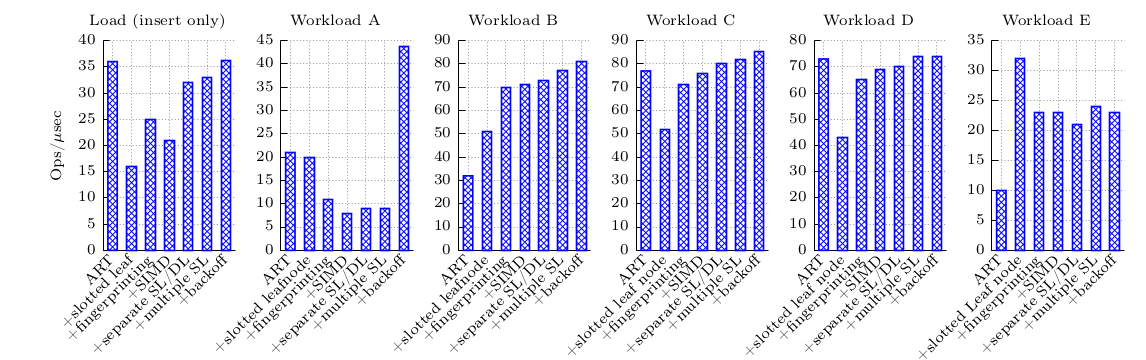 Load (insert only)
Ops/μsec
40
35
30
25
20
15
10
5
0
ART
+slotted leaf
+fingerprinting
+SIMD
+separate SL/DL
+multiple SL
+backoff
Workload A
45
40
35
30
25
20
15
10
5
0
ART
+slotted leafnode
+fingerprinting
+SIMD
+separate SL/DL
+multiple SL
+backoff
Workload B
90
80
70
60
50
40
30
20
10
0
ART
+slotted leafnode
+fingerprinting
+SIMD
+separate SL/DL
+multiple SL
+backoff
Workload C
90
80
70
60
50
40
30
20
10
0
ART
+slotted leaf node
+fingerprinting
+SIMD
+separate SL/DL
+multiple SL
+backoff
Workload D
80
70
60
50
40
30
20
10
0
ART
+slotted leaf node
+fingerprinting
+SIMD
+separate SL/DL
+multiple SL
+backoff
Workload E
35
30
25
20
15
10
5
0
ART
+slotted Leaf node
+fingerprinting
+SIMD
+separate SL/DL
+multiple SL
+backoff